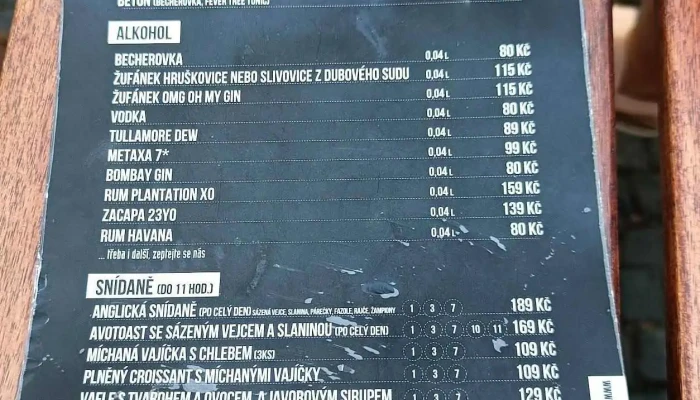 BETON (BECHEROVKA, FEVER TREE TONIC)
ALKOHOL
BECHEROVKA 0,04 L 80 Kč
ŽUFÁNEK HRUŠKOVICE NEBO SLIVOVICE Z DUBOVÉHO SUDU 0,04 L 115 Kč
ŽUFÁNEK OMG OH MY GIN 0,04 L 115 Kč
VODKA 0,04 L 80 Kč
TULLAMORE DEW 0,04 L 89 Kč
METAXA 7* 0,04 L 99 Kč
BOMBAY GIN 0,04 L 80 Kč
RUM PLANTATION XO 0,04 L 159 Kč
ZACAPA 23YO 0,04 L 139 Kč
RUM HAVANA 0,04 L 80 Kč
... třeba i další, zeptejte se nás
SNÍDANĚ (DO 11 HOD.)
ANGLICKÁ SNÍDANĚ (PO CELÝ DEN) SÁZENÁ VEJCE, SLANINA, PÁREČKY, FAZOLE, RAJČE, ŽAMPIONY 1 3 7 189 Kč
AVOTOAST SE SÁZENÝM VEJCEM A SLANINOU (PO CELÝ DEN) 1 3 7 10 11 169 Kč
MÍCHANÁ VAJÍČKA S CHLEBEM (3KS) 1 3 7 109 Kč
PLNĚNÝ CROISSANT S MÍCHANÝMI VAJÍČKY 1 3 7 109 Kč
VAFLE S TVAROHEM A OVOCEM, A JAVOROVÝM SIRUPEM 1 3 7 129 Kč
www.